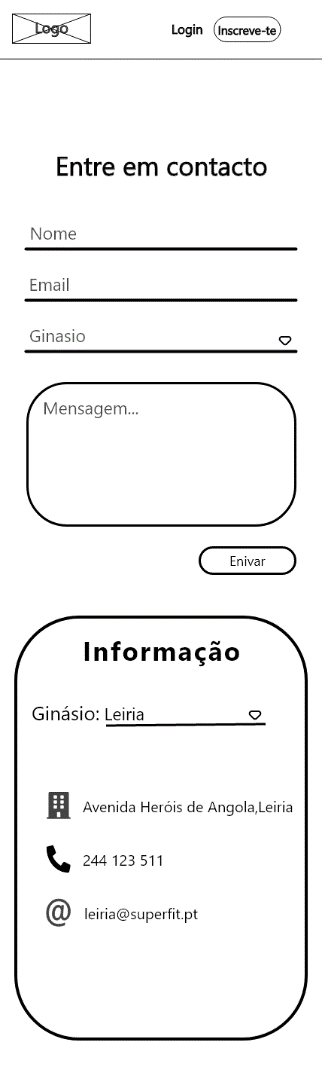 Logo
Login
Inscreve-te
Entre em contacto
Nome
Email
Ginasio
Mensagem...
Enivar
Informação
Ginásio: Leiria
Avenida Heróis de Angola,Leiria
244 123 511
@ leiria@superfit.pt